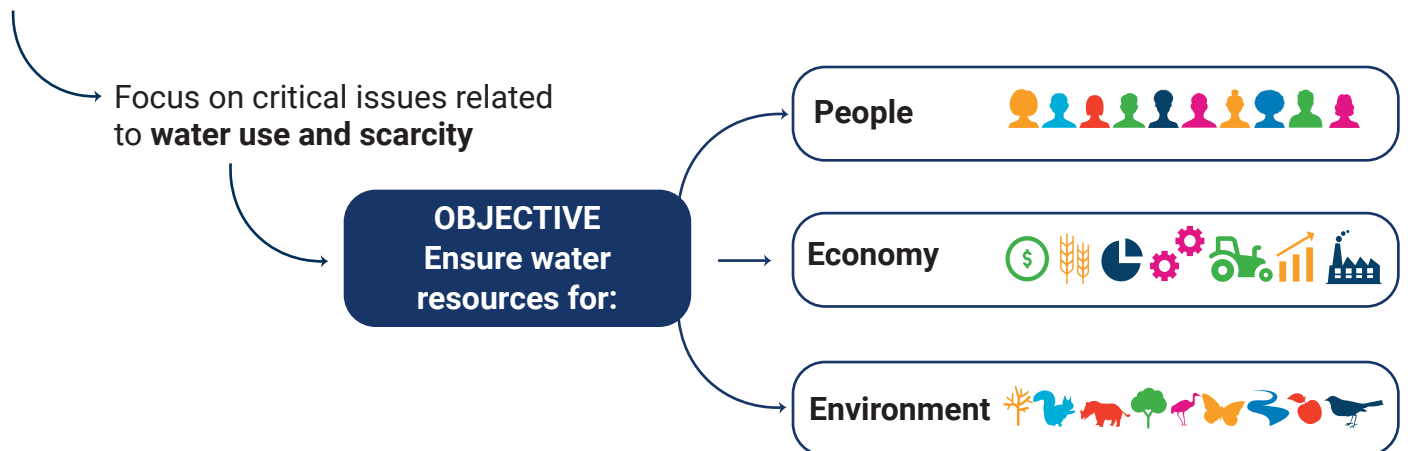 Focus on critical issues related
to water use and scarcity
OBJECTIVE
Ensure water
resources for:
People
Economy
$
Environment